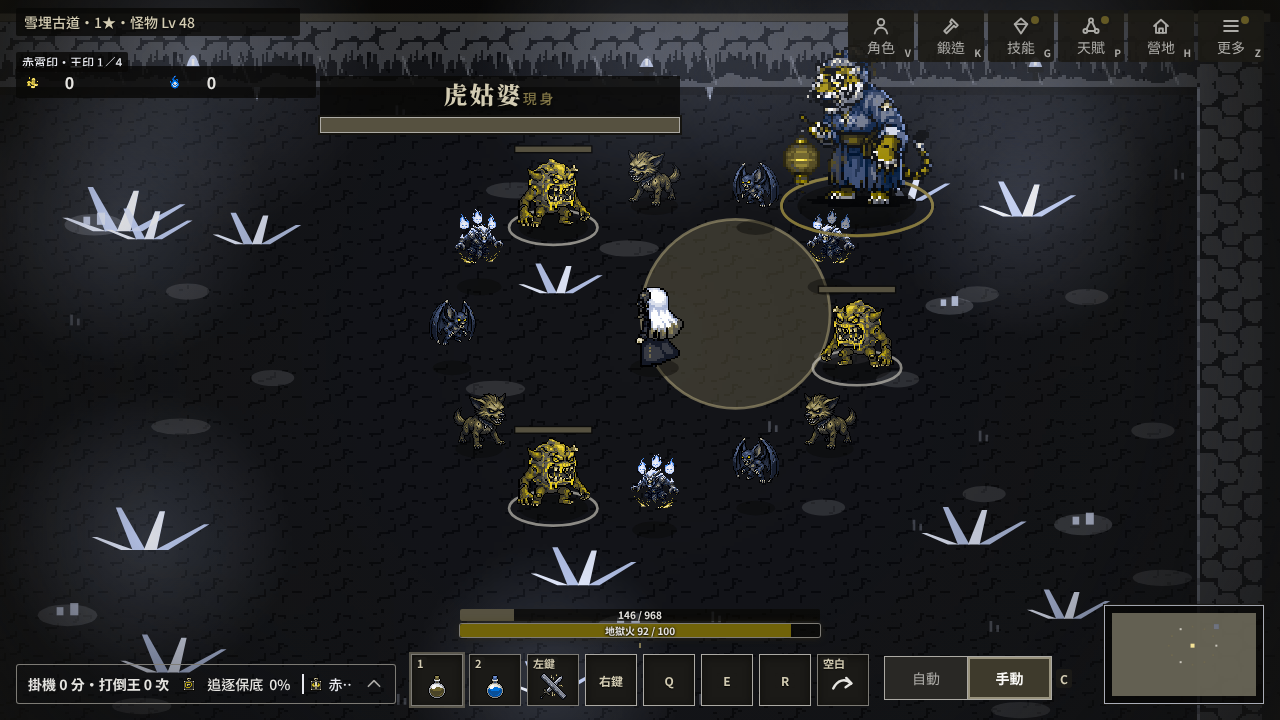 雪埋古道・1★・怪物 Lv 48
赤霄印・王印 1／4
0
0
角色 V
鍛造 K
技能 G
天賦 P
營地 H
更多 Z
虎姑婆現身
146 / 968
地獄火 92 / 100
掛機 0 分・打倒王 0 次
追逐保底 0%
赤··
1
2
左鍵
右鍵
Q
E
R
空白
自動
手動
C